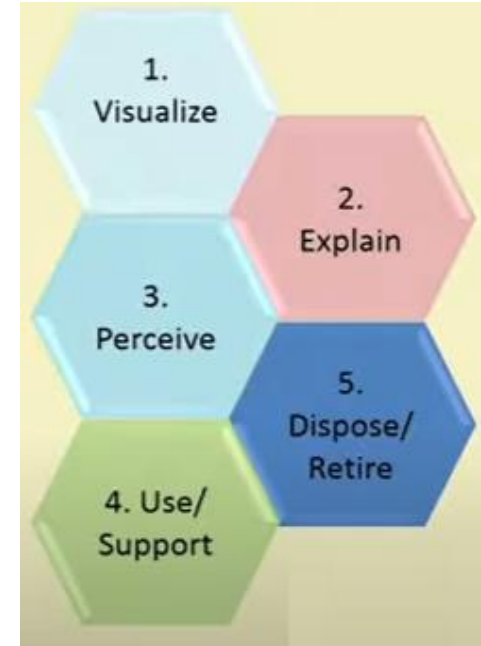 1.
Visualize
2.
Explain
3.
Perceive
5.
Dispose/
Retire
4. Use/
Support